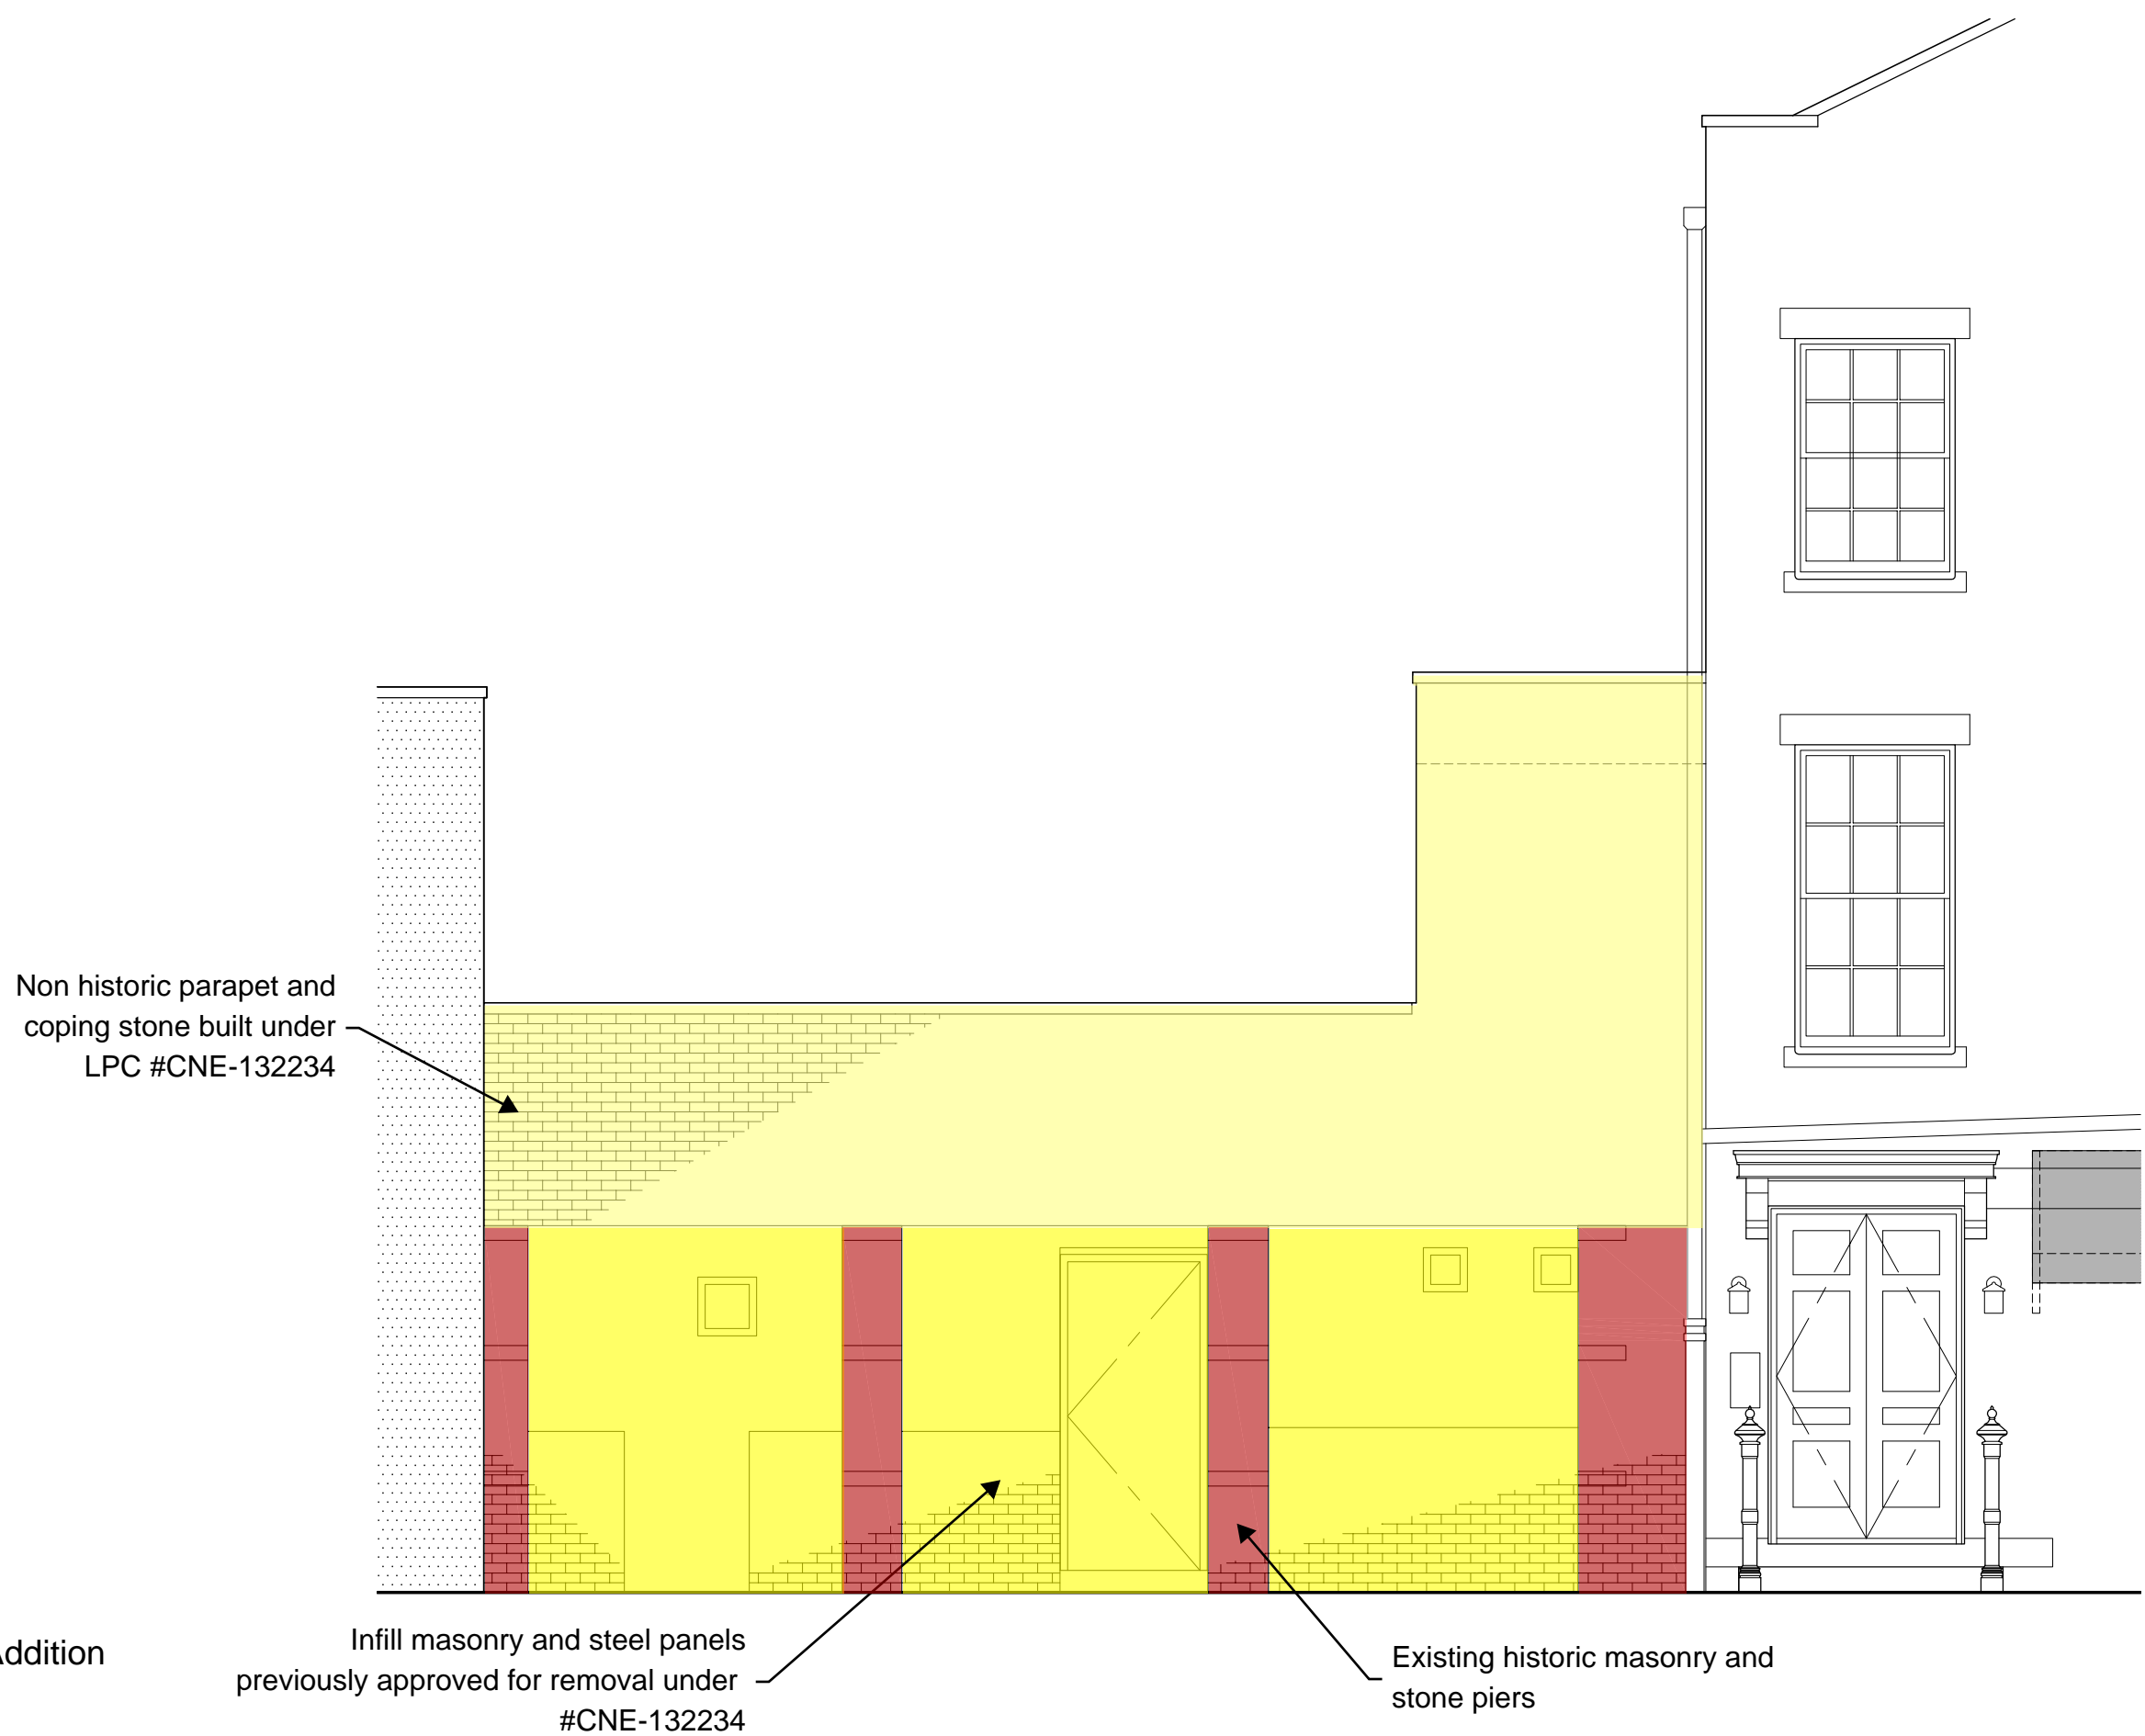 Non historic parapet and
coping stone built under
LPC #CNE-132234
Infill masonry and steel panels
previously approved for removal under
#CNE-132234
Existing historic masonry and
stone piers
ddition